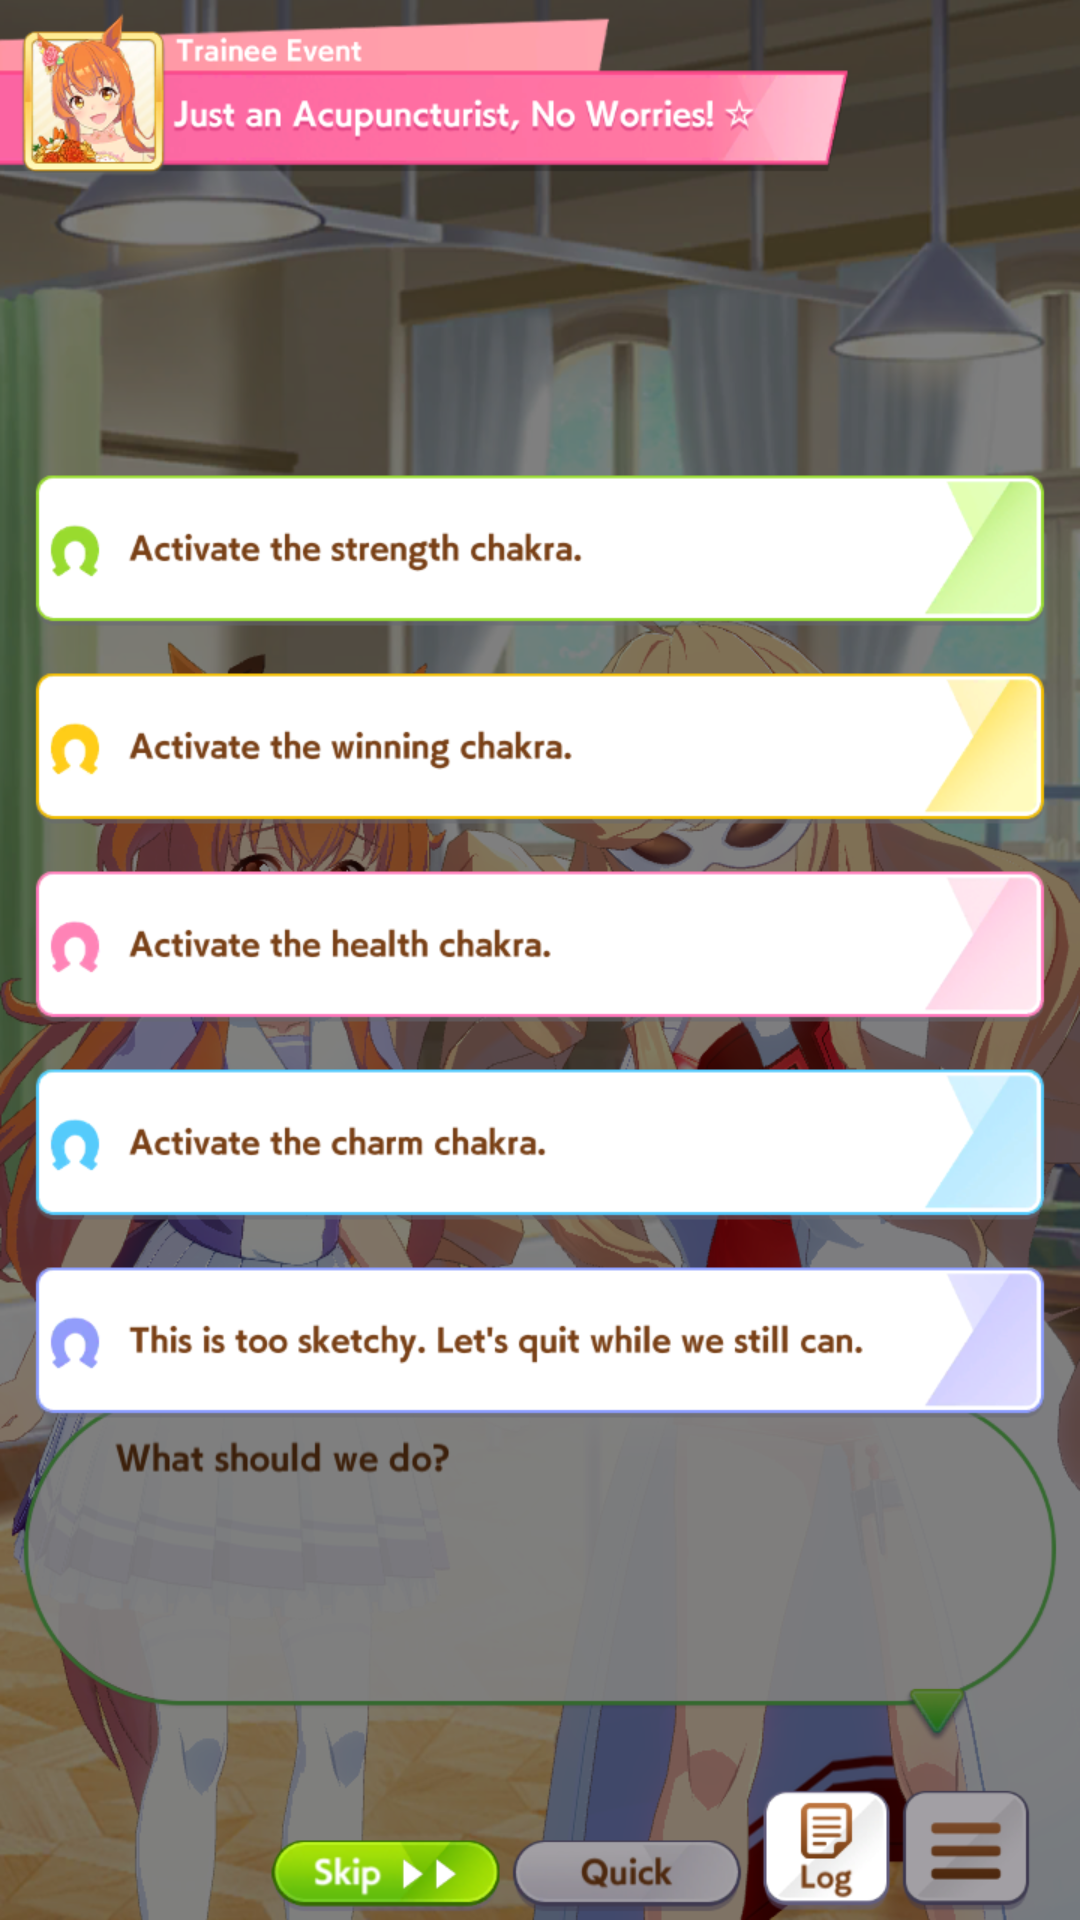 Trainee Event
Just an Acupuncturist, No Worries! ☆
Activate the strength chakra.
Activate the winning chakra.
Activate the health chakra.
Activate the charm chakra.
This is too sketchy. Let's quit while we still can.
What should we do?
Skip
Quick
Log